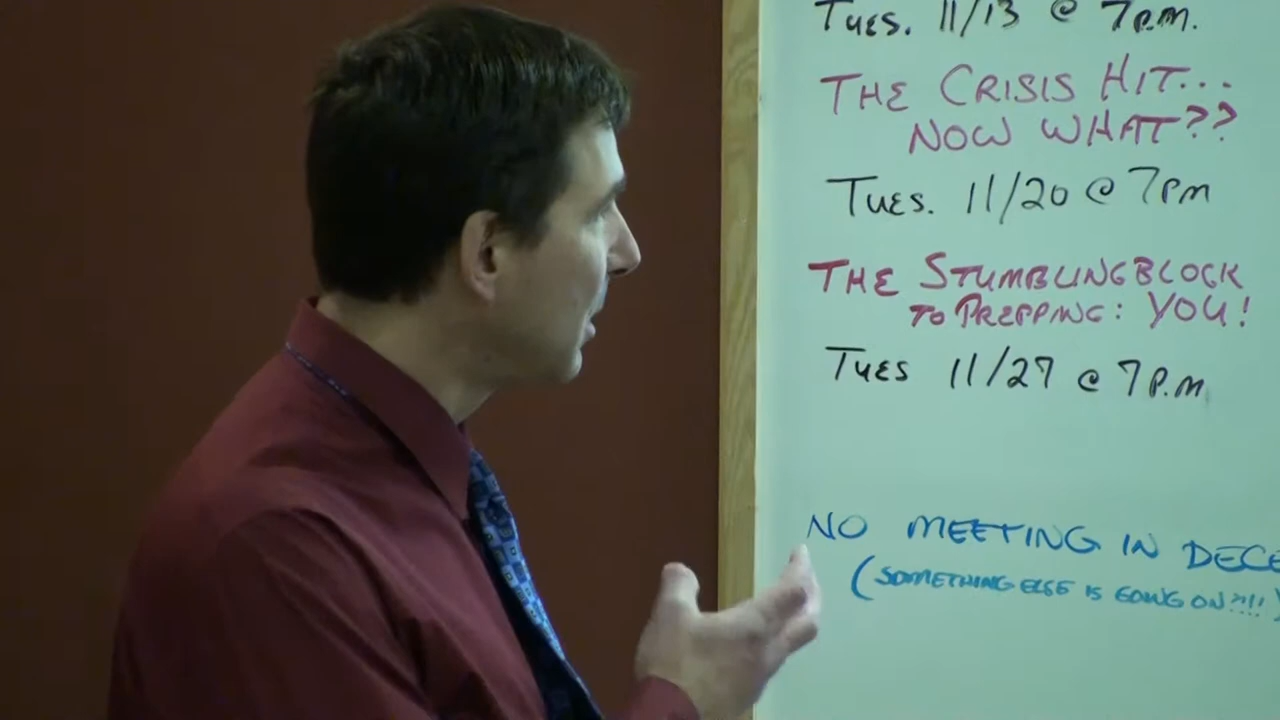 TUES. 11/13 @ 7P.M.
THE CRISIS HIT...
NOW WHAT??
TUES. 11/20 @ 7PM
THE STUMBLINGBLOCK
TO PREPPING: YOU!
TUES 11/27 @ 7P.M
NO MEETING IN DECE
(SOMETHING ELSE IS GOING ON?!!!)